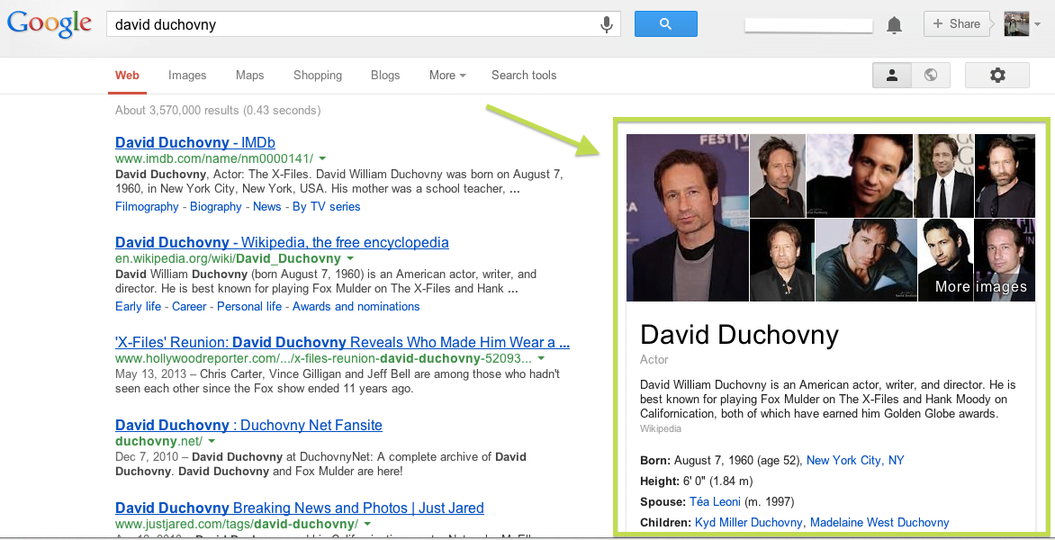 Google
david duchovny
+ Share
Web Images Maps Shopping Blogs More Search tools
About 3,570,000 results (0.43 seconds)
David Duchovny - IMDb
www.imdb.com/name/nm0000141/
David Duchovny, Actor: The X-Files. David William Duchovny was born on August 7,
1960, in New York City, New York, USA. His mother was a school teacher, ...
Filmography - Biography - News - By TV series
David Duchovny - Wikipedia, the free encyclopedia
en.wikipedia.org/wiki/David_Duchovny
David William Duchovny (born August 7, 1960) is an American actor, writer, and
director. He is best known for playing Fox Mulder on The X-Files and Hank ...
Early life - Career - Personal life - Awards and nominations
'X-Files' Reunion: David Duchovny Reveals Who Made Him Wear a ...
www.hollywoodreporter.com/.../x-files-reunion-david-duchovny-52093...
May 13, 2013 – Chris Carter, Vince Gilligan and Jeff Bell are among those who hadn't
seen each other since the Fox show ended 11 years ago.
David Duchovny : Duchovny Net Fansite
duchovny.net/
Dec 7, 2010 – David Duchovny at DuchovnyNet: A complete archive of David
Duchovny. David Duchovny and Fox Mulder are here!
David Duchovny Breaking News and Photos | Just Jared
www.justjared.com/tags/david-duchovny/
TRIBECA
FESTI
More images
David Duchovny
Actor
David William Duchovny is an American actor, writer, and director. He is
best known for playing Fox Mulder on The X-Files and Hank Moody on
Californication, both of which have earned him Golden Globe awards.
Wikipedia
Born: August 7, 1960 (age 52), New York City, NY
Height: 6' 0" (1.84 m)
Spouse: Téa Leoni (m. 1997)
Children: Kyd Miller Duchovny, Madelaine West Duchovny